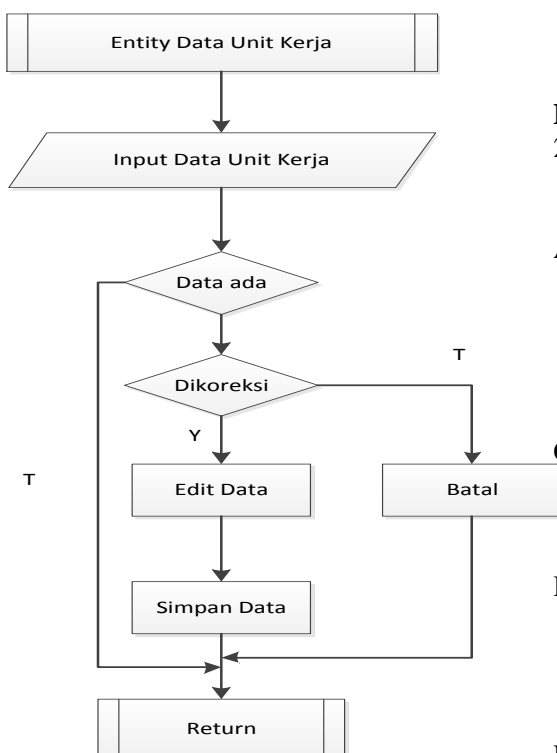 Entity Data Unit Kerja
Input Data Unit Kerja
Data ada
T
Dikoreksi
Y
T
Edit Data
Batal
Simpan Data
Return